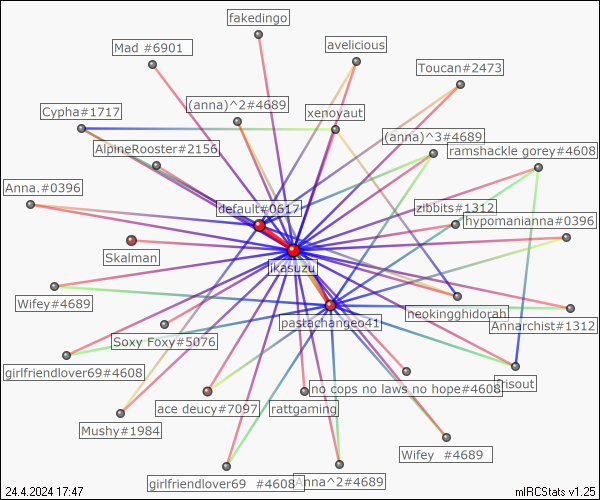 fakedingo
Mad #6901
avelicious
Toucan#2473
(anna)^2#4689
Cypha#1717
xenoyaut
(anna)^3#4689
AlpineRooster#2156
ramshackle gorey#4608
Anna.#0396
default#0617
zibbits#1312
hypomanianna#0396
Skalman
ikasuzu
Wifey#4689
neokingghidorah
Annarchist#1312
pastachangeo41
Soxy Foxy#5076
girlfriendlover69#4608
no cops no laws no hope#4608
frisout
ace deucy#7097
rattgaming
Mushy#1984
Wifey #4689
girlfriendlover69 #4608
Anna^2#4689
24.4.2024 17:47
mIRCStats v1.25